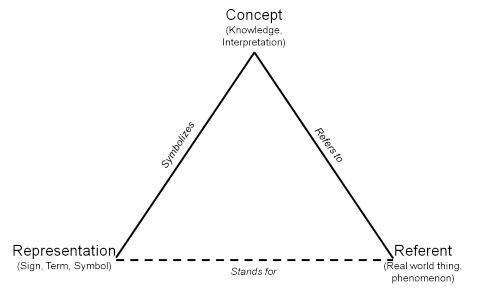 Concept
(Knowledge,
Interpretation)
Symbolizes
Refers to
Representation
(Sign, Term, Symbol)
Stands for
Referent
(Real world thing,
phenomenon)